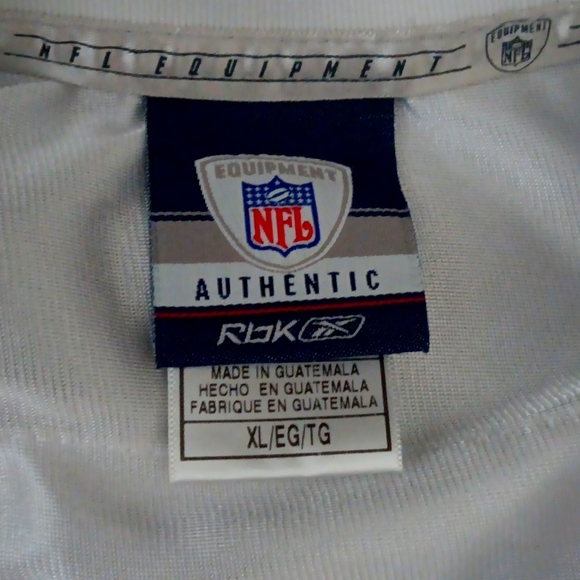 NFL EQUIPMENT
EQUIPMENT
NFL
EQUIPMENT
NFL
AUTHENTIC
RbK
MADE IN GUATEMALA
HECHO EN GUATEMALA
FABRIQUE EN GUATEMALA
XL/EG/TG